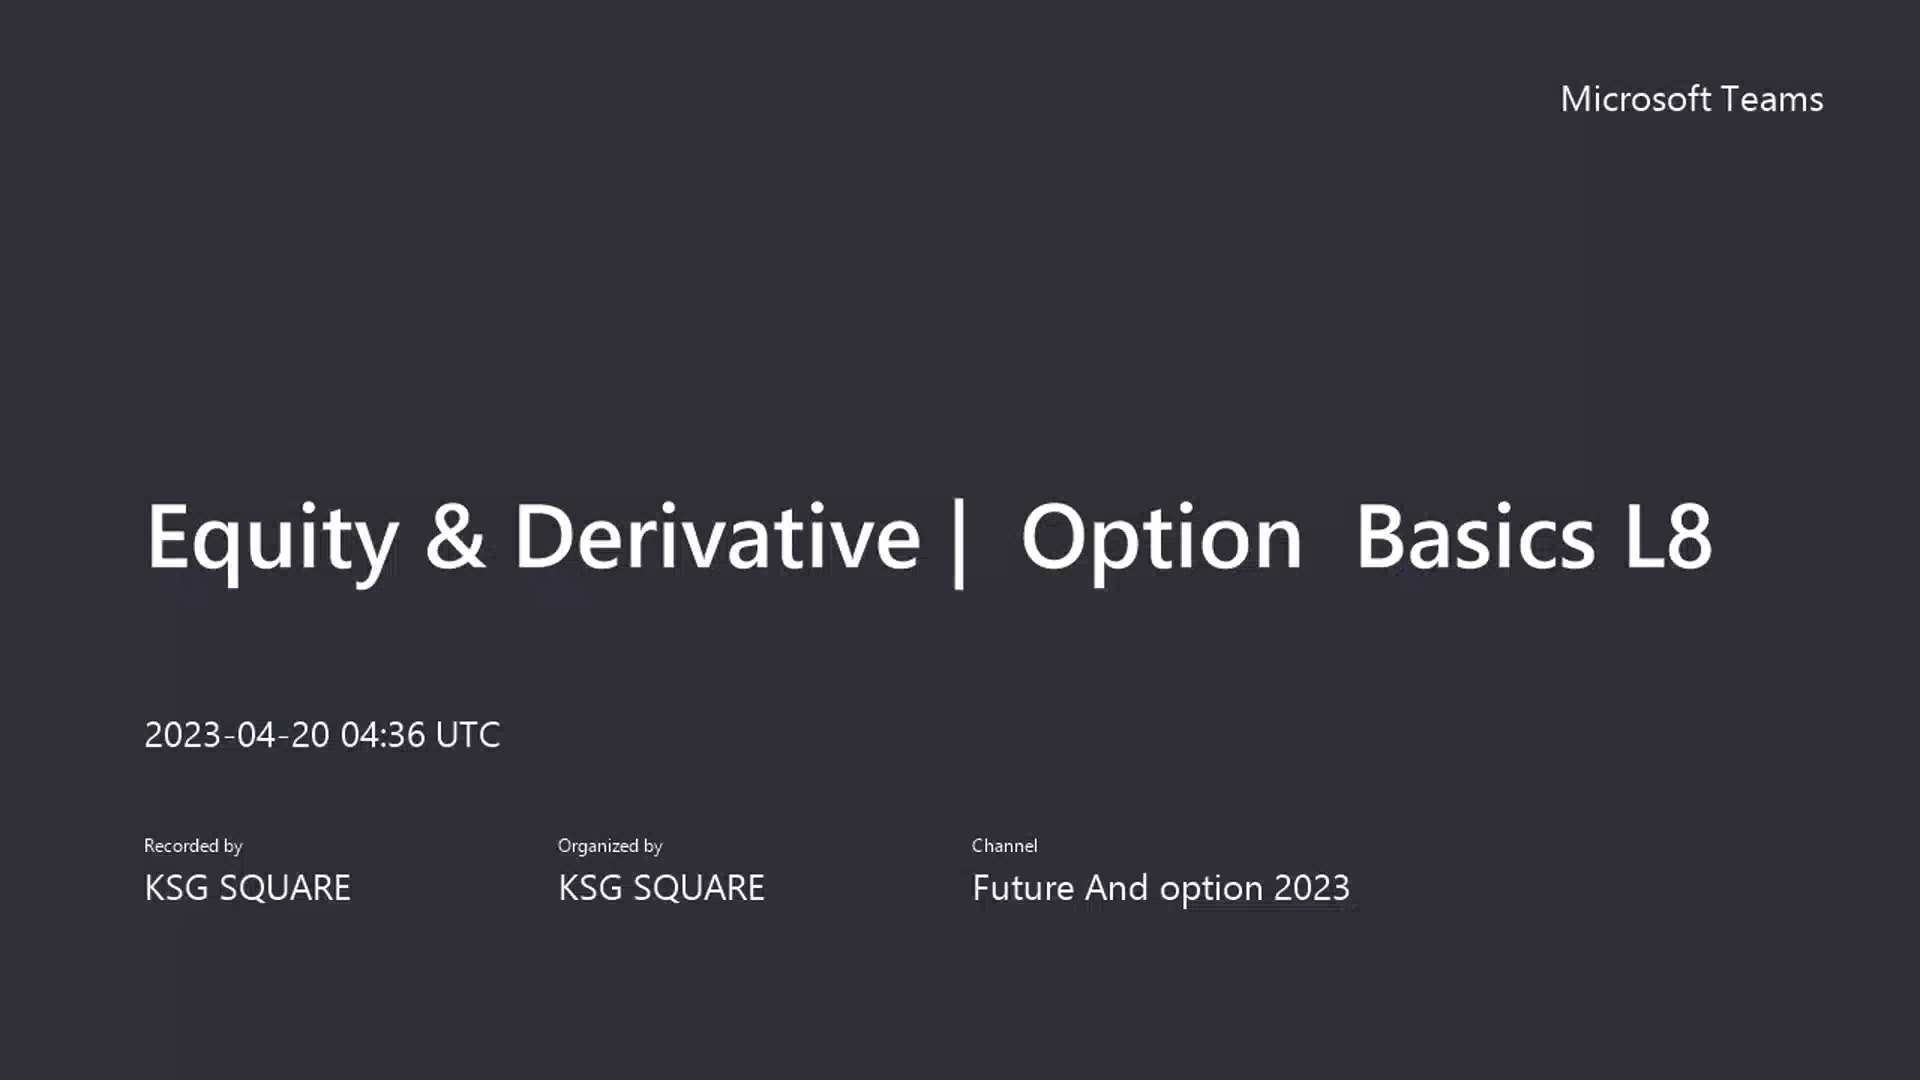 Microsoft Teams
Equity & Derivative | Option Basics L8
2023-04-20 04:36 UTC
Recorded by
KSG SQUARE
Organized by
KSG SQUARE
Channel
Future And option 2023